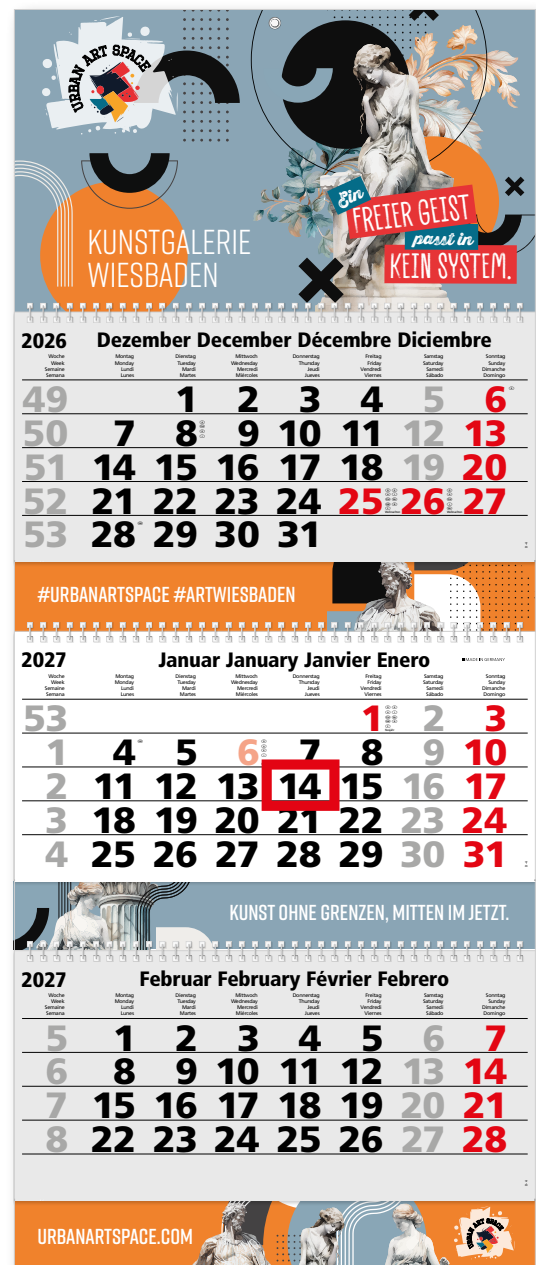 URBAN ART SPACE
Ein
FREIER GEIST
passt in
KEIN SYSTEM.
KUNSTGALERIE
WIESBADEN
2026 Dezember December Décembre Diciembre
Woche Montag Dienstag Mittwoch Donnerstag Freitag Samstag Sonntag
Week Monday Tuesday Wednesday Thursday Friday Saturday Sunday
Semaine Lundi Mardi Mercredi Jeudi Vendredi Samedi Dimanche
Semana Lunes Martes Miércoles Jueves Viernes Sábado Domingo
49 1 2 3 4 5 6
50 7 8 9 10 11 12 13
51 14 15 16 17 18 19 20
52 21 22 23 24 25 26 27
53 28 29 30 31
#URBANARTSPACE #ARTWIESBADEN
2027 Januar January Janvier Enero MADE IN GERMANY
Woche Montag Dienstag Mittwoch Donnerstag Freitag Samstag Sonntag
Week Monday Tuesday Wednesday Thursday Friday Saturday Sunday
Semaine Lundi Mardi Mercredi Jeudi Vendredi Samedi Dimanche
Semana Lunes Martes Miércoles Jueves Viernes Sábado Domingo
53 1 2 3
1 4 5 6 7 8 9 10
2 11 12 13 14 15 16 17
3 18 19 20 21 22 23 24
4 25 26 27 28 29 30 31
KUNST OHNE GRENZEN, MITTEN IM JETZT.
2027 Februar February Février Febrero
Woche Montag Dienstag Mittwoch Donnerstag Freitag Samstag Sonntag
Week Monday Tuesday Wednesday Thursday Friday Saturday Sunday
Semaine Lundi Mardi Mercredi Jeudi Vendredi Samedi Dimanche
Semana Lunes Martes Miércoles Jueves Viernes Sábado Domingo
5 1 2 3 4 5 6 7
6 8 9 10 11 12 13 14
7 15 16 17 18 19 20 21
8 22 23 24 25 26 27 28
URBANARTSPACE.COM
URBAN ART SPACE